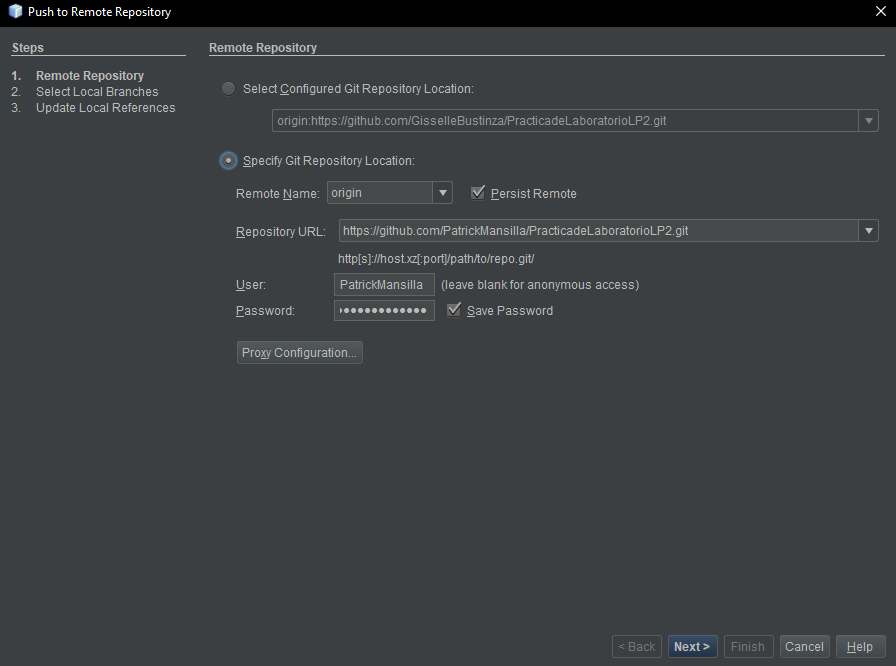 Push to Remote Repository
Steps
1. Remote Repository
2. Select Local Branches
3. Update Local References
Remote Repository
Select Configured Git Repository Location:
origin:https://github.com/GisselleBustinza/PracticadeLaboratorioLP2.git
Specify Git Repository Location:
Remote Name: origin Persist Remote
Repository URL: https://github.com/PatrickMansilla/PracticadeLaboratorioLP2.git
http[s]://host.xz[:port]/path/to/repo.git/
User: PatrickMansilla (leave blank for anonymous access)
Password: ●●●●●●●●●●●●● Save Password
Proxy Configuration...
< Back Next > Finish Cancel Help